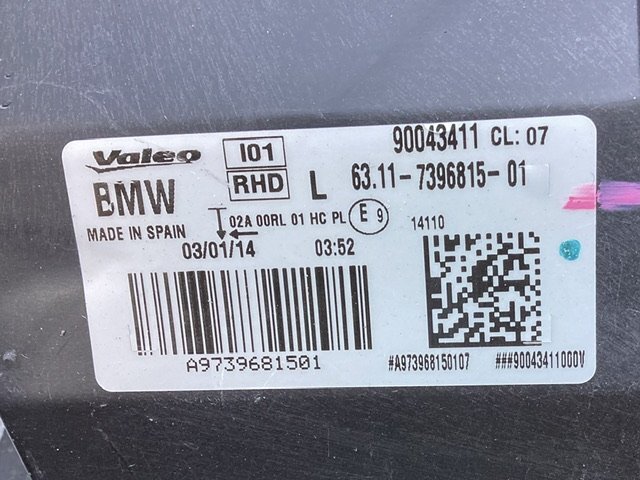 Valeo I01 90043411 CL: 07
BMW RHD L 63.11-7396815-01
02A 00RL 01 HC PL E 9 14110
MADE IN SPAIN
03/01/14 03:52
A9739681501
#A973968150107 ###90043411000V